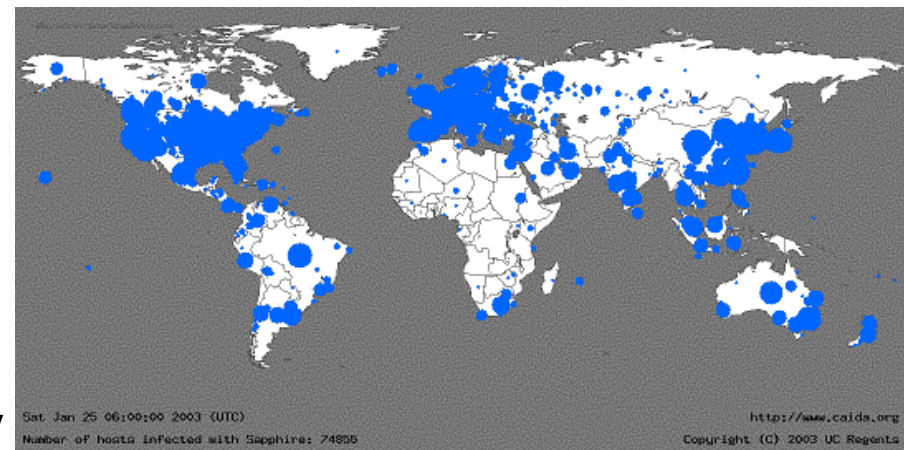 Sat Jan 25 06:00:00 2003 (UTC)
Number of hosts infected with Sapphire: 74855
http://www.caida.org
Copyright (C) 2003 UC Regents